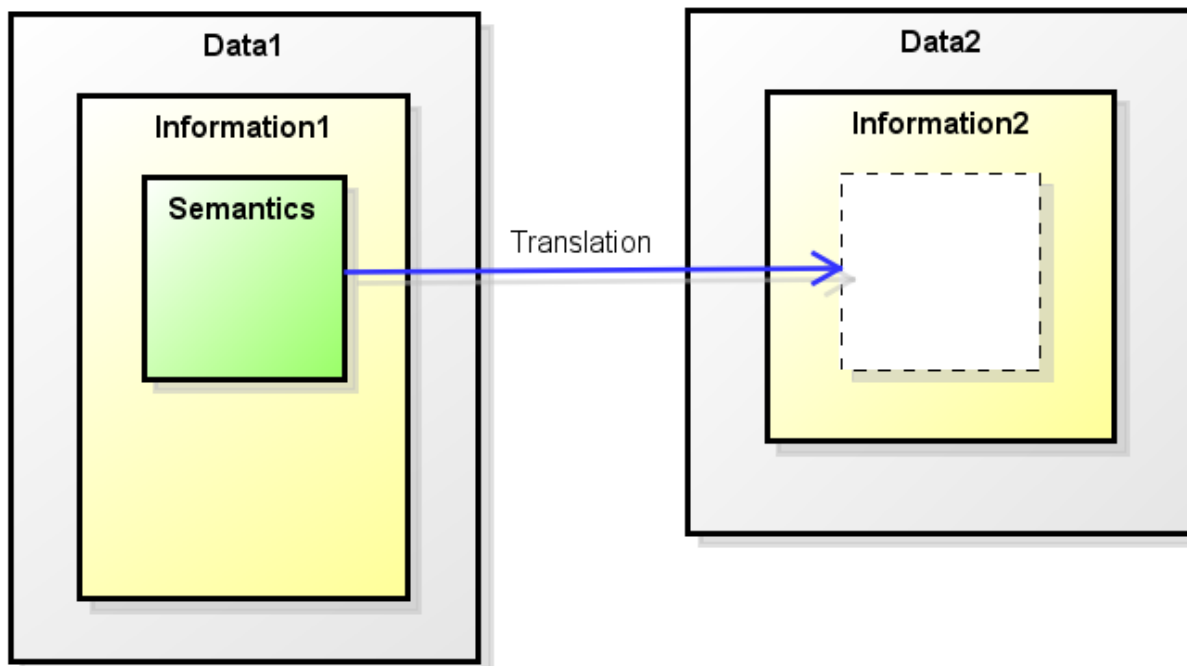 Data1
Information1
Semantics
Translation
Data2
Information2